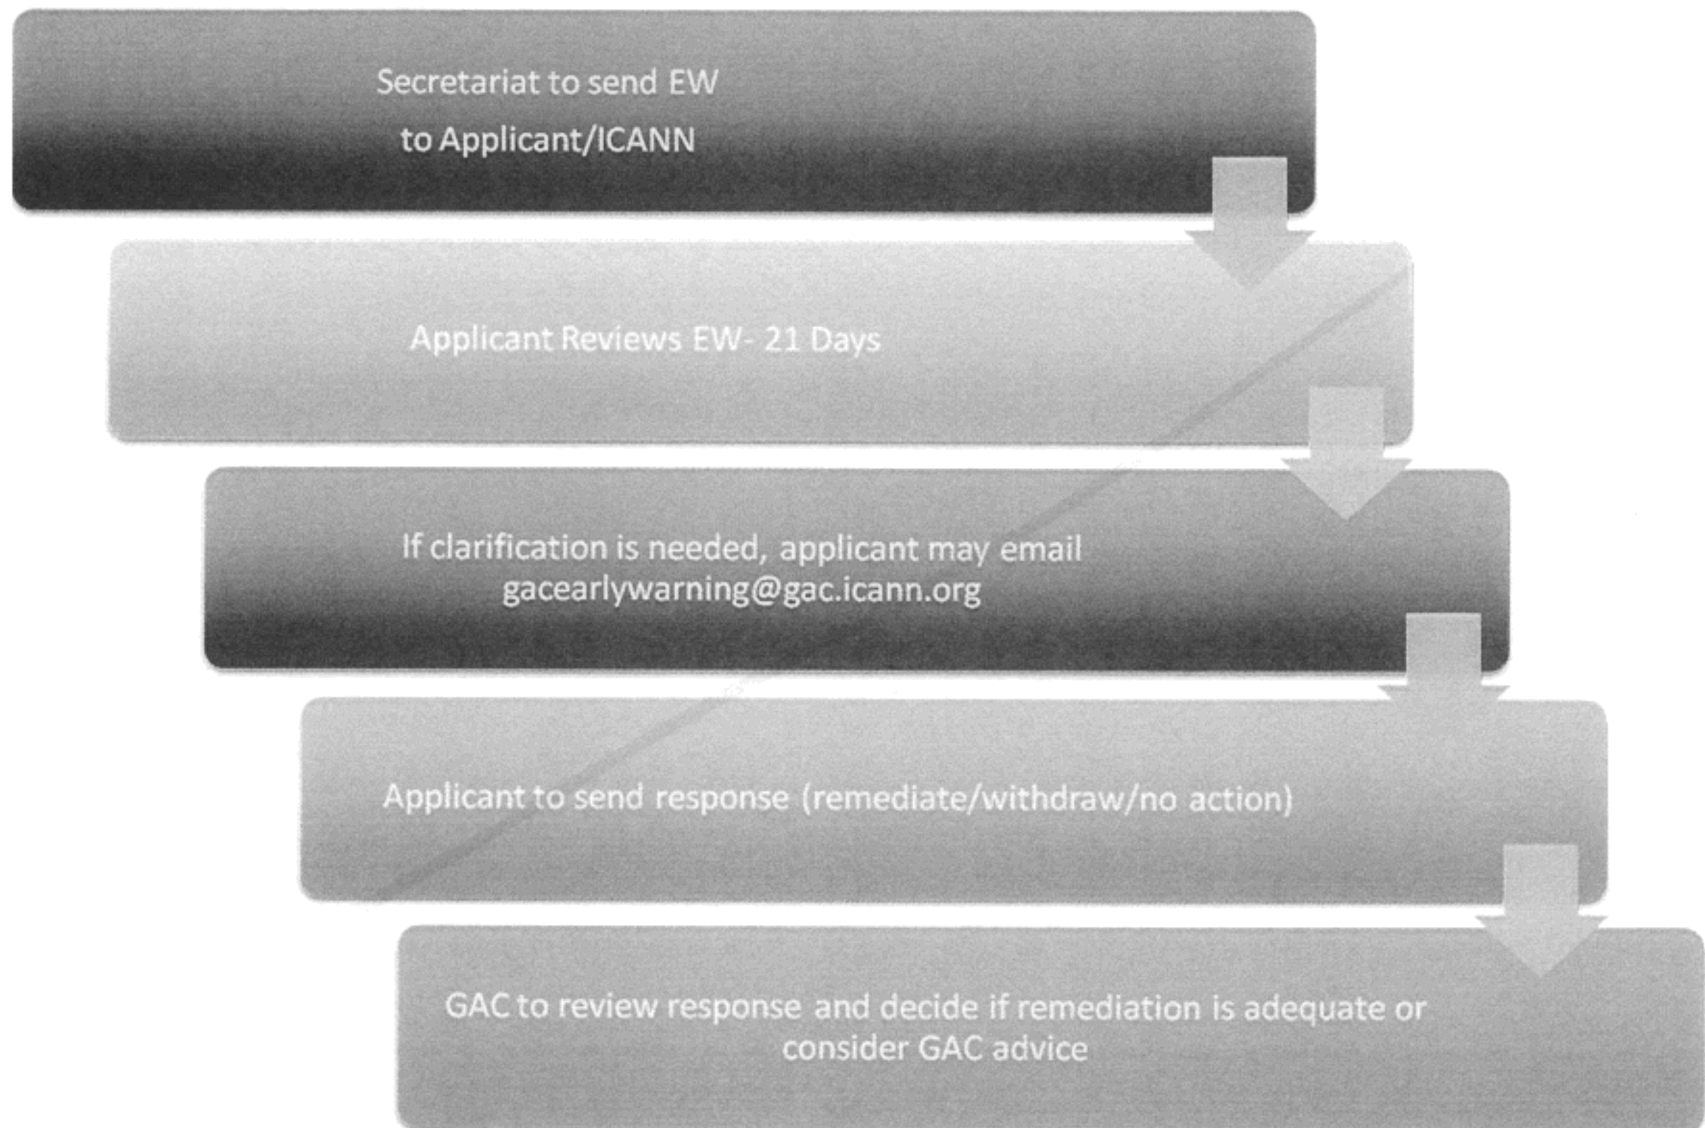 Secretariat to send EW
to Applicant/ICANN
Applicant Reviews EW- 21 Days
If clarification is needed, applicant may email
gacearlywarning@gac.icann.org
Applicant to send response (remediate/withdraw/no action)
GAC to review response and decide if remediation is adequate or
consider GAC advice